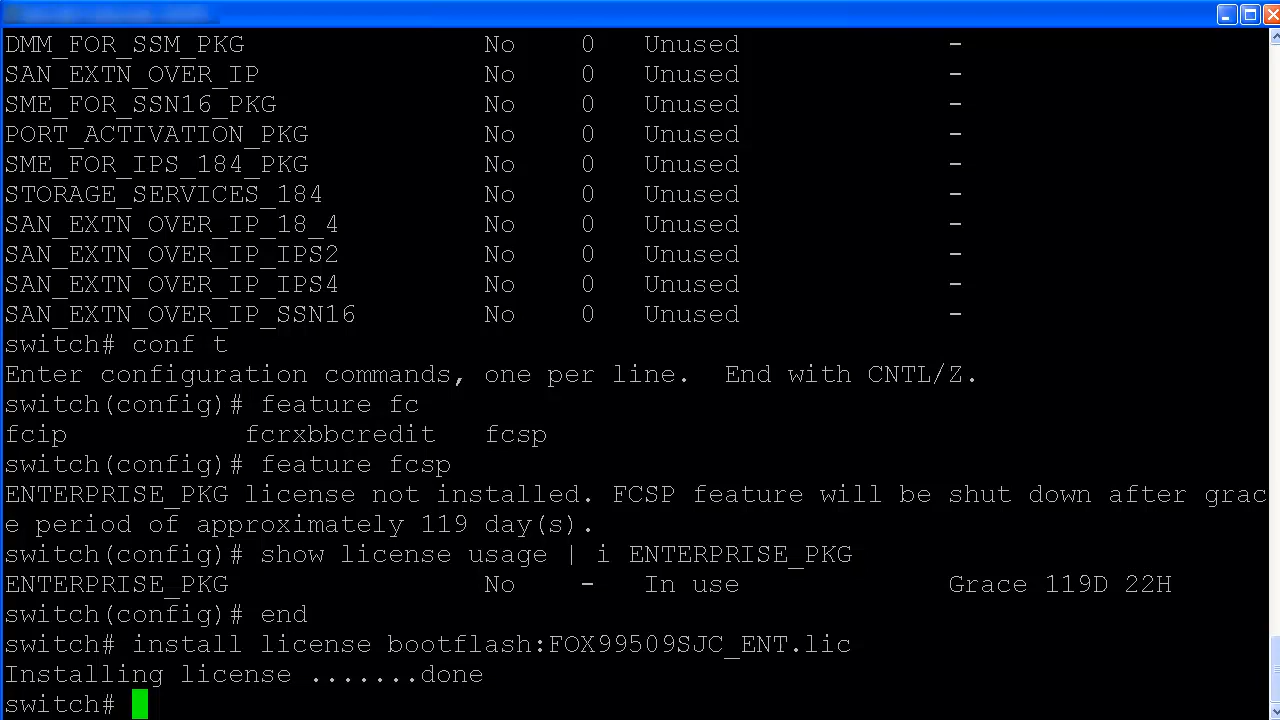 DMM_FOR_SSM_PKG No 0 Unused -
SAN_EXTN_OVER_IP No 0 Unused -
SME_FOR_SSN16_PKG No 0 Unused -
PORT_ACTIVATION_PKG No 0 Unused -
SME_FOR_IPS_184_PKG No 0 Unused -
STORAGE_SERVICES_184 No 0 Unused -
SAN_EXTN_OVER_IP_18_4 No 0 Unused -
SAN_EXTN_OVER_IP_IPS2 No 0 Unused -
SAN_EXTN_OVER_IP_IPS4 No 0 Unused -
SAN_EXTN_OVER_IP_SSN16 No 0 Unused -
switch# conf t
Enter configuration commands, one per line.  End with CNTL/Z.
switch(config)# feature fc
fcip fcrxbbcredit fcsp
switch(config)# feature fcsp
ENTERPRISE_PKG license not installed. FCSP feature will be shut down after grac
e period of approximately 119 day(s).
switch(config)# show license usage | i ENTERPRISE_PKG
ENTERPRISE_PKG No - In use Grace 119D 22H
switch(config)# end
switch# install license bootflash:FOX99509SJC_ENT.lic
Installing license .......done
switch#